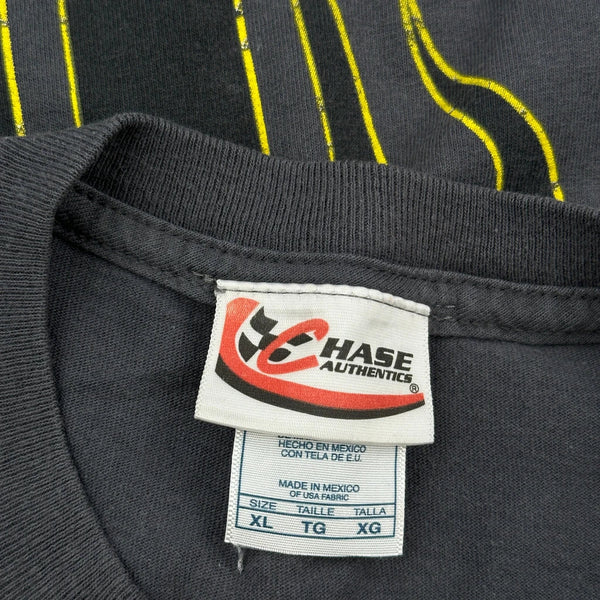 CHASE
AUTHENTICS®
HECHO EN MEXICO
CON TELA DE E.U.
MADE IN MEXICO
OF USA FABRIC
SIZE TAILLE TALLA
XL TG XG